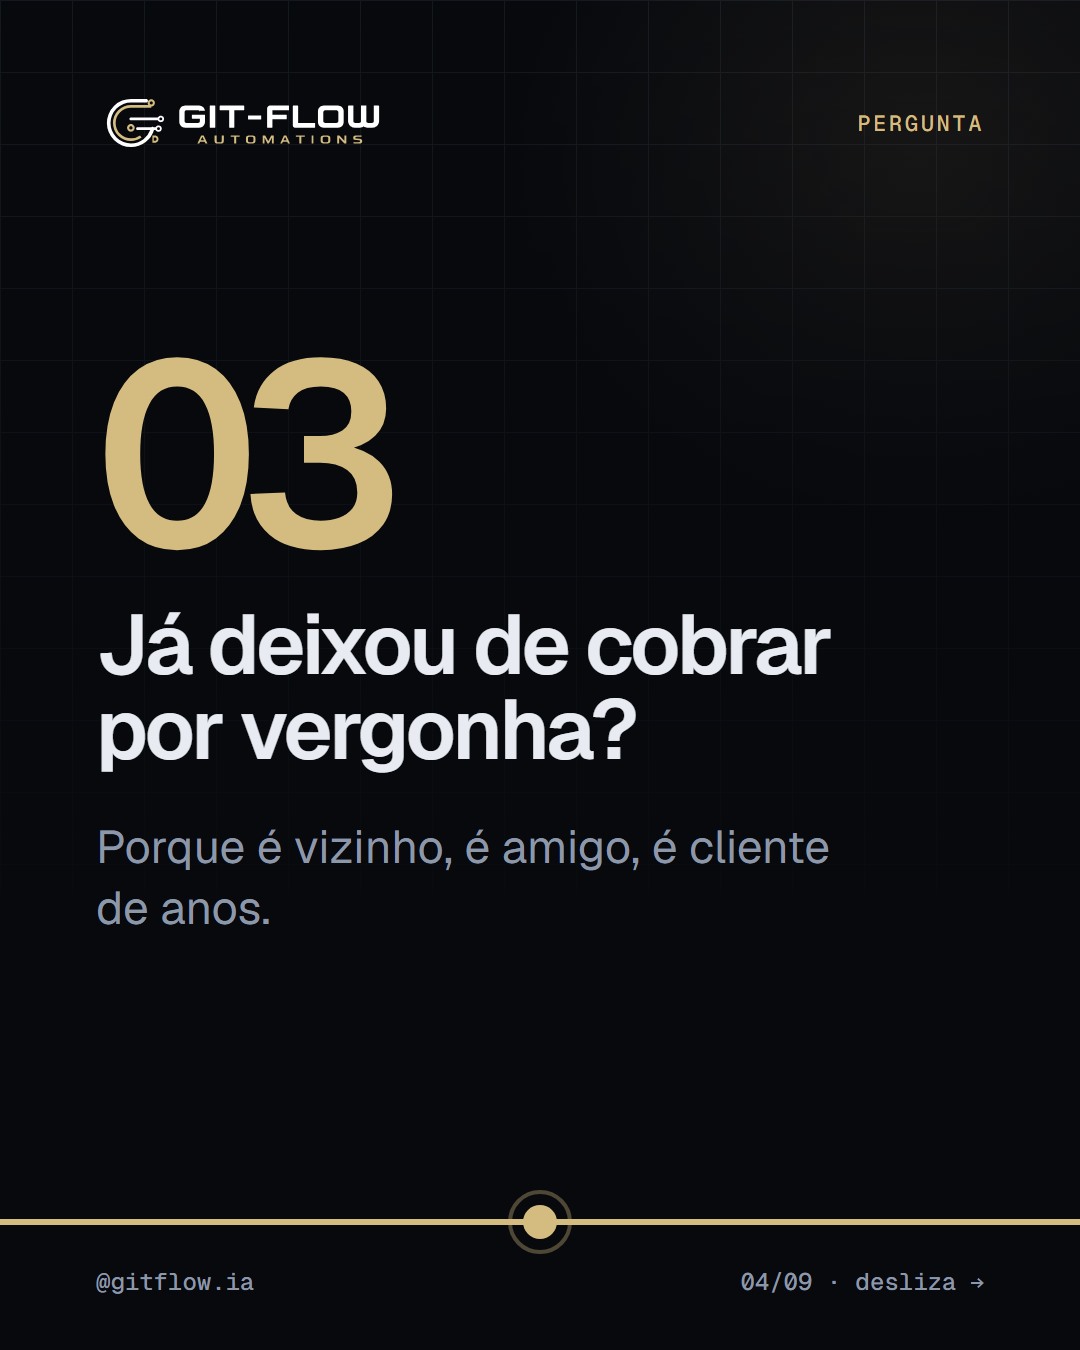 GIT-FLOW
AUTOMATIONS
PERGUNTA
03
Já deixou de cobrar
por vergonha?
Porque é vizinho, é amigo, é cliente
de anos.
@gitflow.ia
04/09 · desliza →